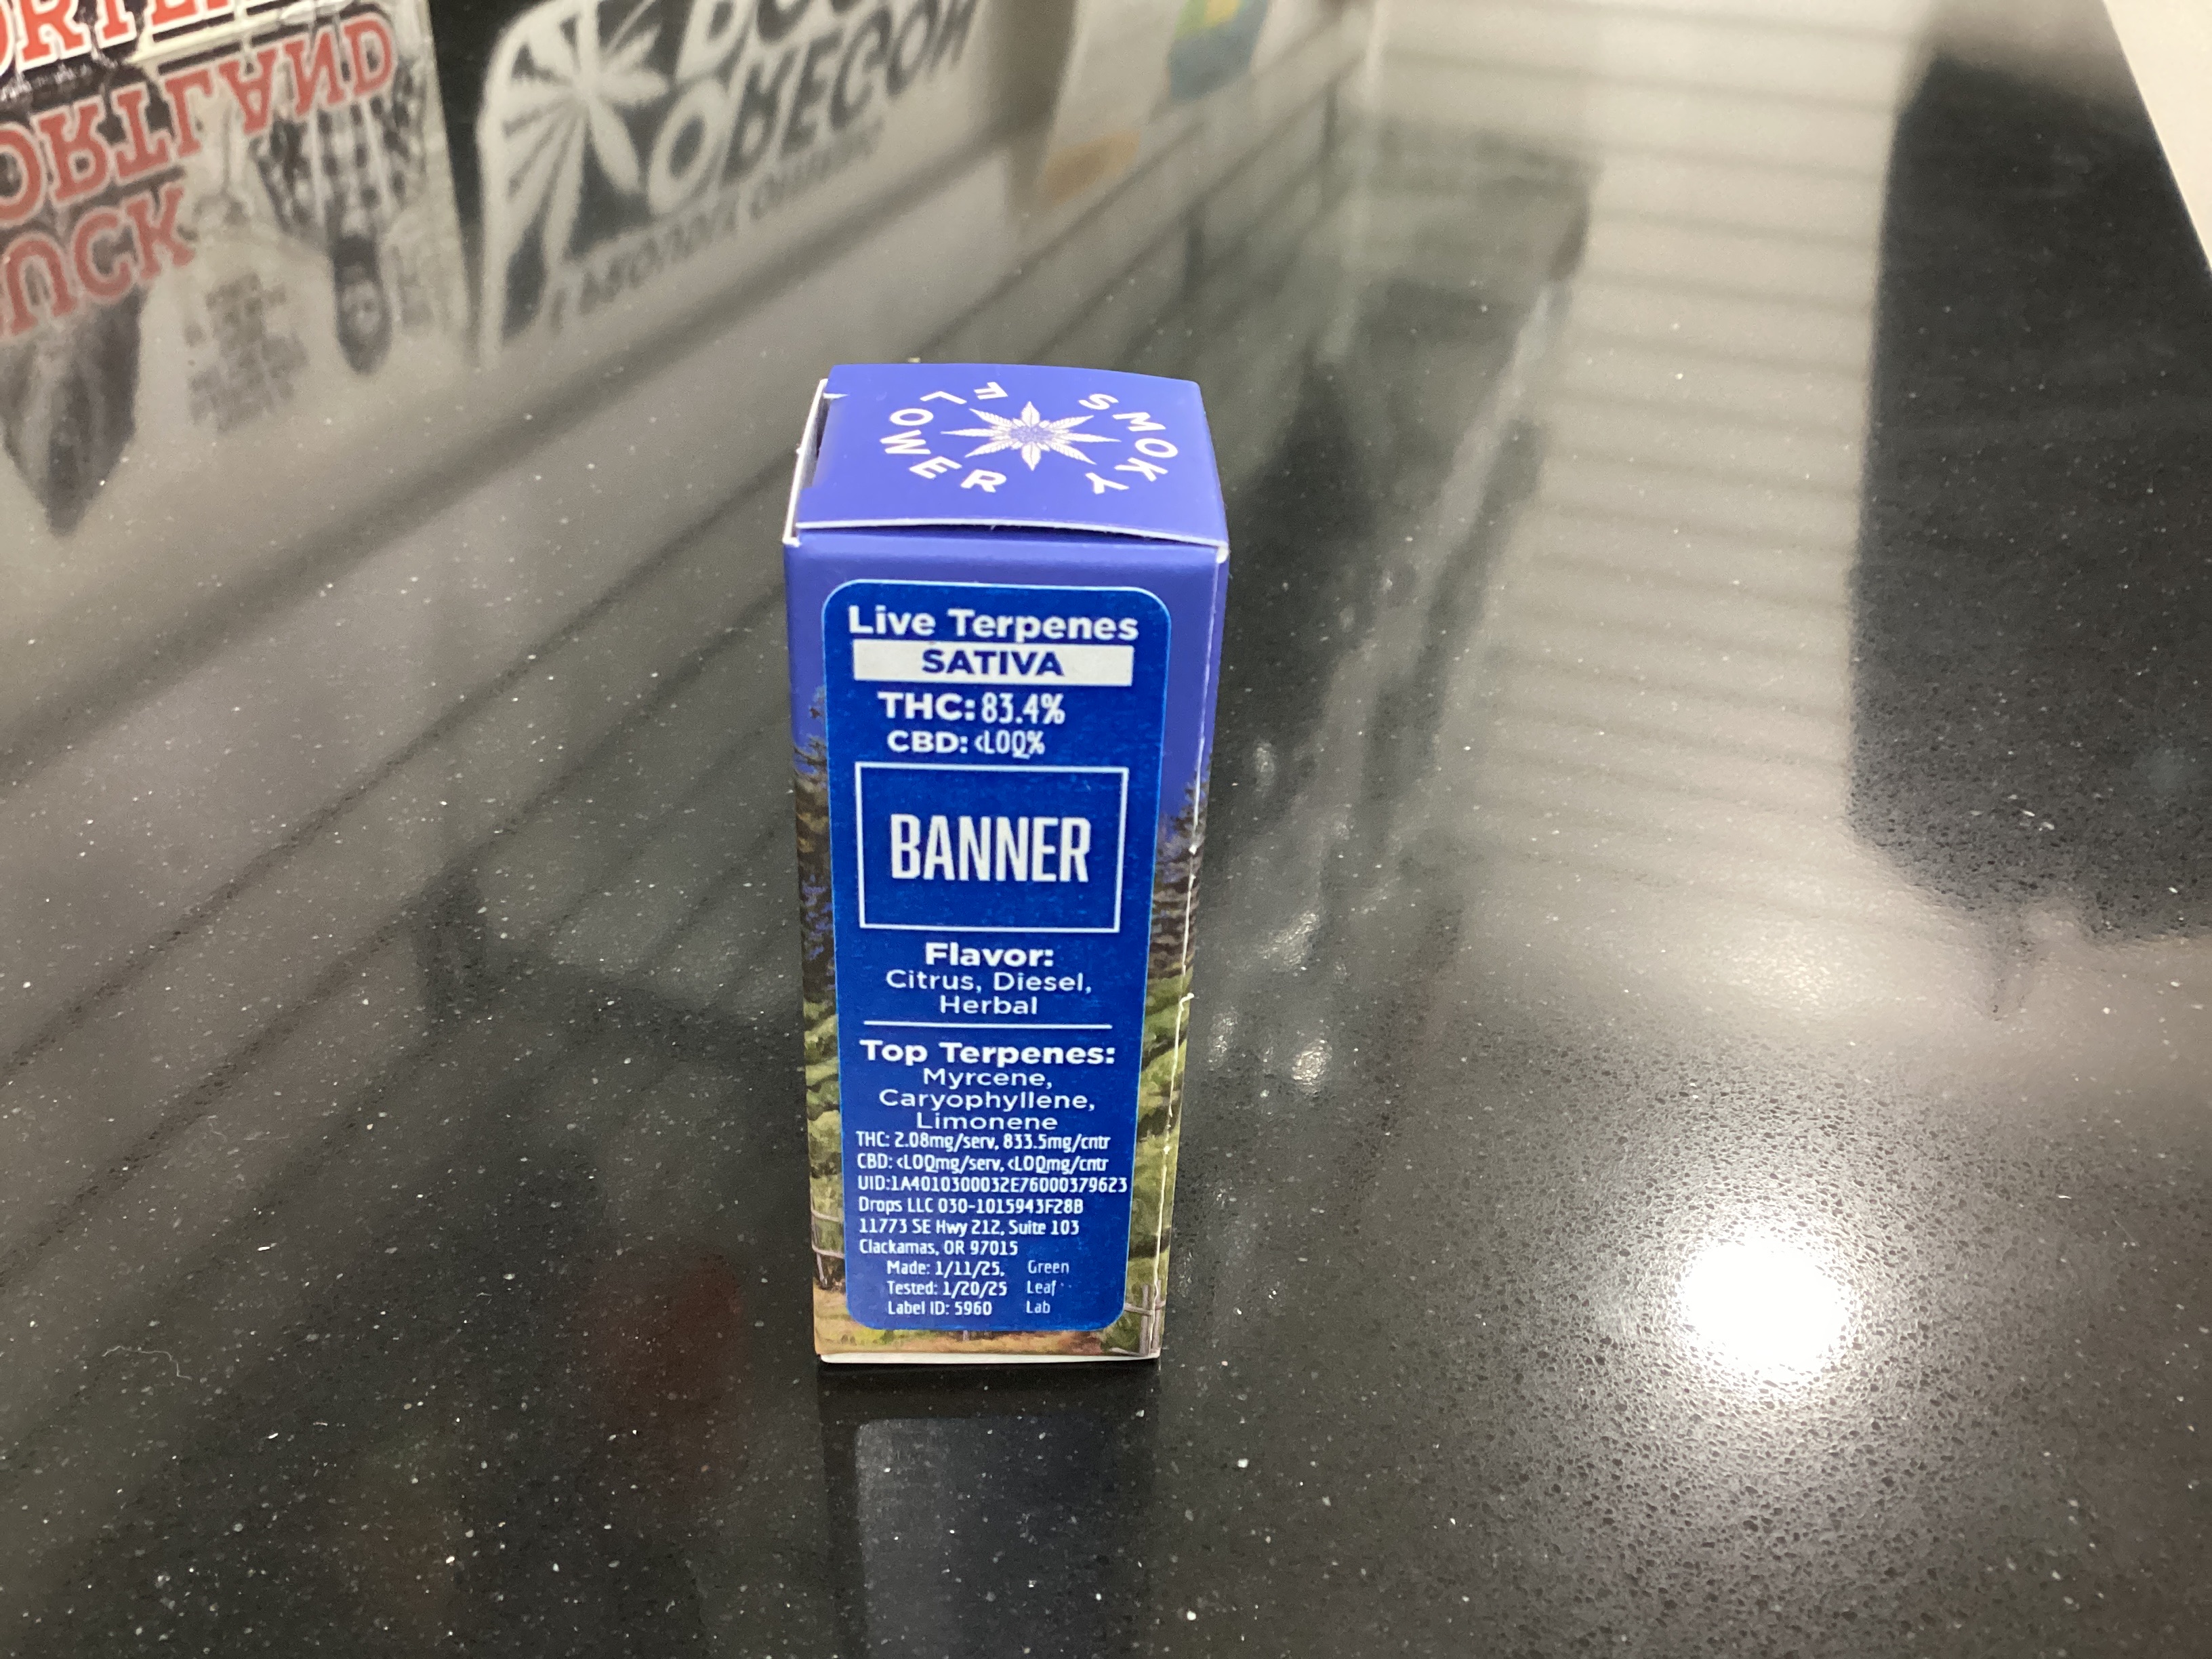 PORTLAND
OREGON
SMOKY
FLOWER
Live Terpenes
SATIVA
THC: 83.4%
CBD: <LOQ%
BANNER
Flavor:
Citrus, Diesel,
Herbal
Top Terpenes:
Myrcene,
Caryophyllene,
Limonene
THC: 2.08mg/serv, 833.5mg/cntr
CBD: <LOQmg/serv, <LOQmg/cntr
UID:1A4010300032E76000379623
Drops LLC 030-1015943F28B
11773 SE Hwy 212, Suite 103
Clackamas, OR 97015
Made: 1/11/25, Green
Tested: 1/20/25 Leaf
Label ID: 5960 Lab